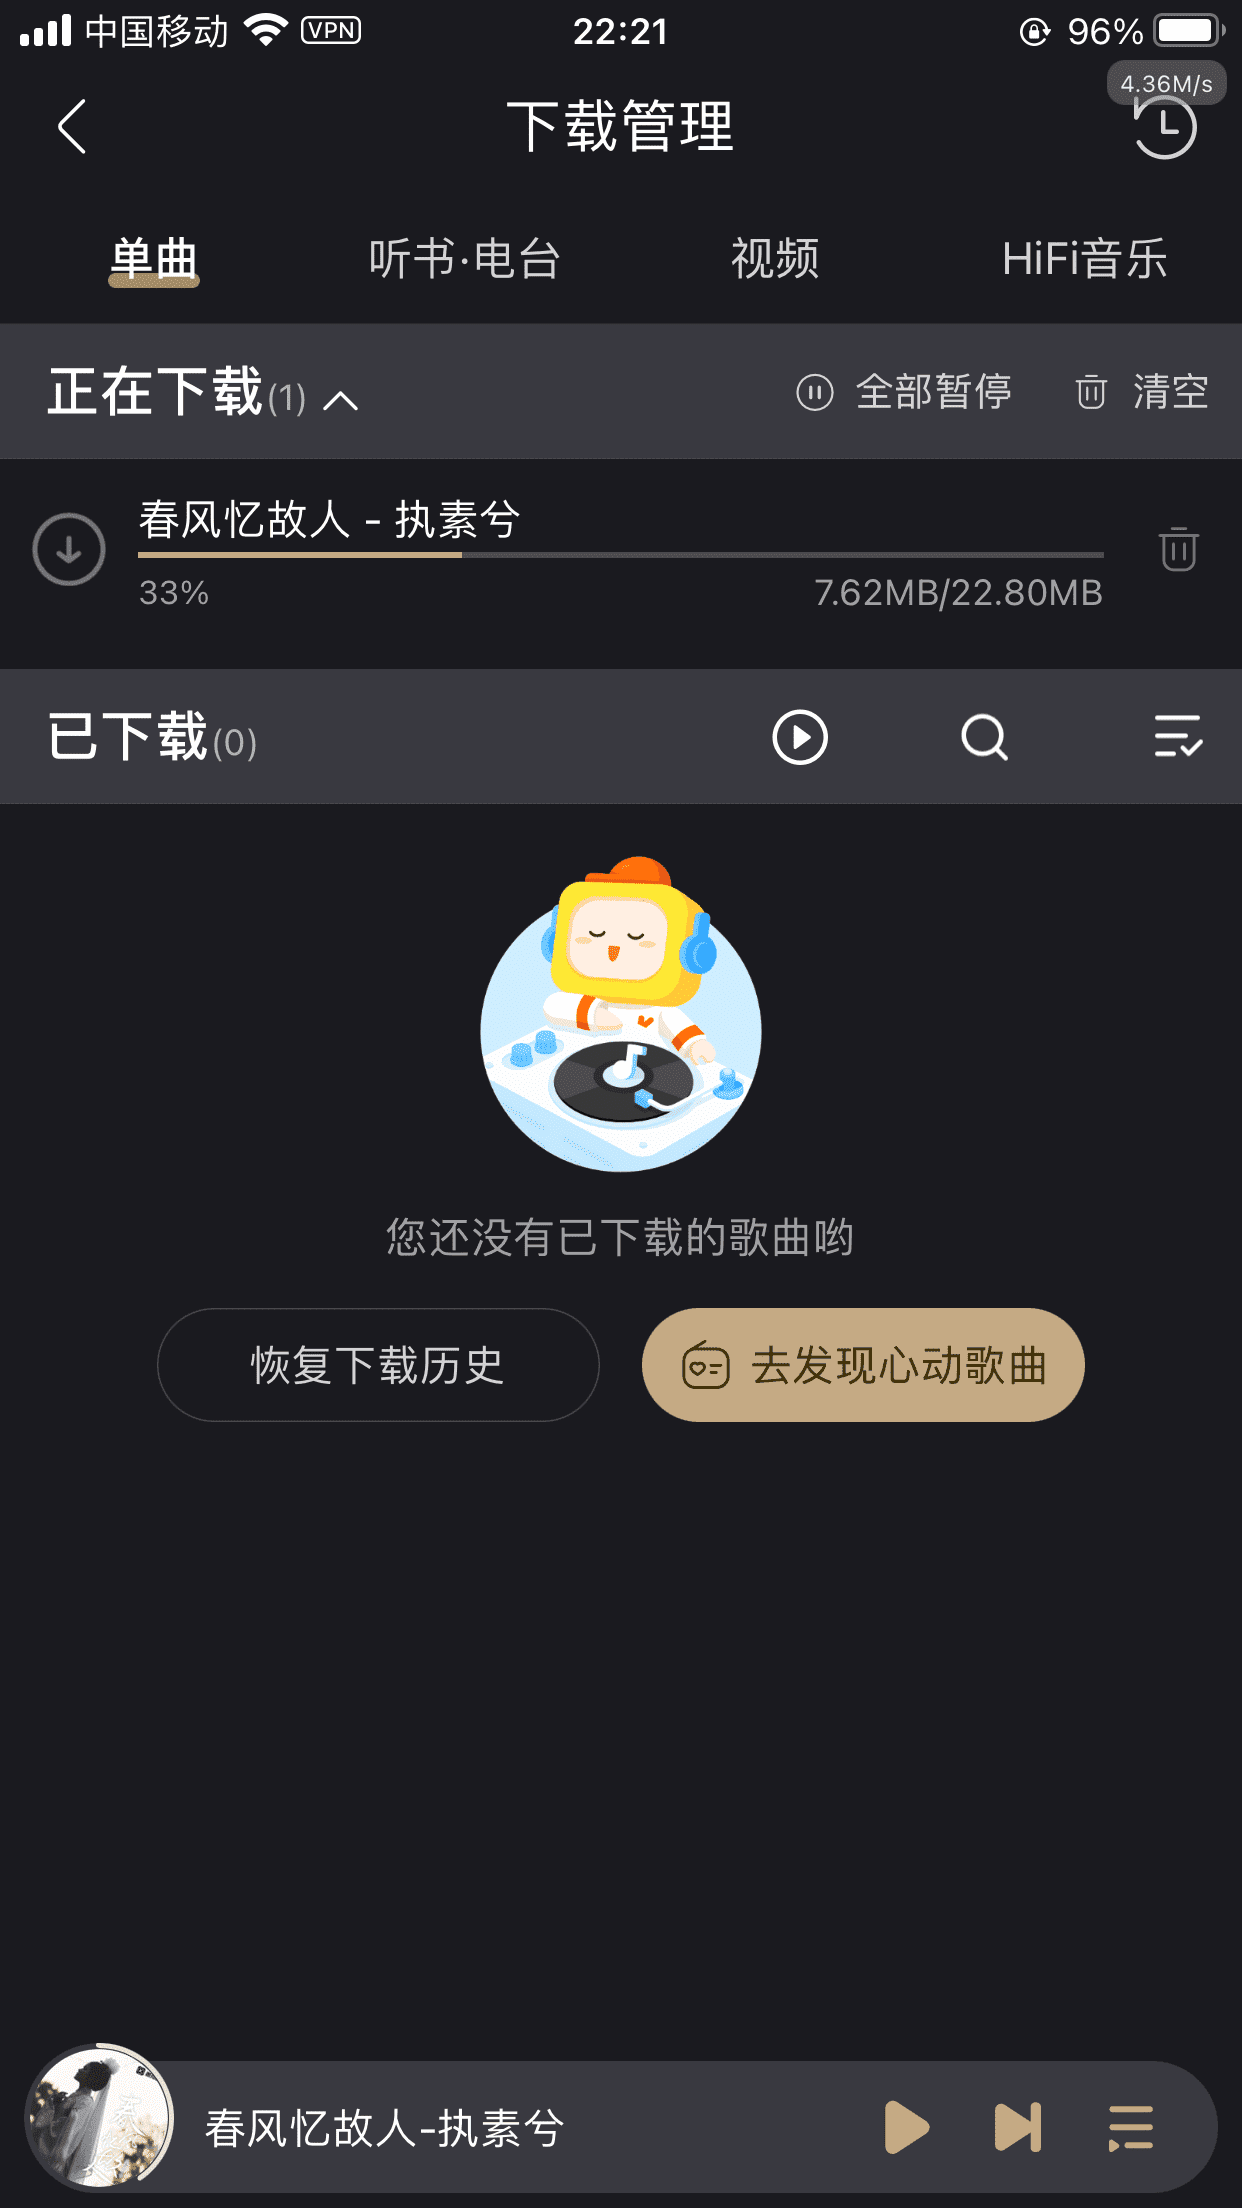 中国移动 VPN 22:21 96%
4.36M/s
下载管理
单曲 听书·电台 视频 HiFi音乐
正在下载(1) 全部暂停 清空
春风忆故人 - 执素兮
33% 7.62MB/22.80MB
已下载(0)
您还没有已下载的歌曲哟
恢复下载历史 去发现心动歌曲
春风忆故人-执素兮